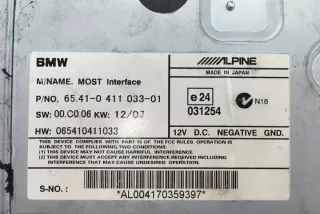 BMW
ALPINE
MADE IN JAPAN
M/NAME. MOST Interface
P/NO. 65.41-0 411 033-01
SW: 00.C0.06 KW: 12/07
HW: 065410411033
e24
031254
N18
12V D.C. NEGATIVE GND.
THIS DEVICE COMPLIES WITH PART 15 OF THE FCC RULES. OPERATION IS
SUBJECT TO THE FOLLOWING TWO CONDITIONS:
(1) THIS DEVICE MAY NOT CAUSE HARMFUL INTERFERENCE, AND
(2) THIS DEVICE MUST ACCEPT ANY INTERFERENCE RECEIVED, INCLUDING
INTERFERENCE THAT MAY CAUSE UNDESIRED OPERATION.
S-NO.:
*AL004170359397*